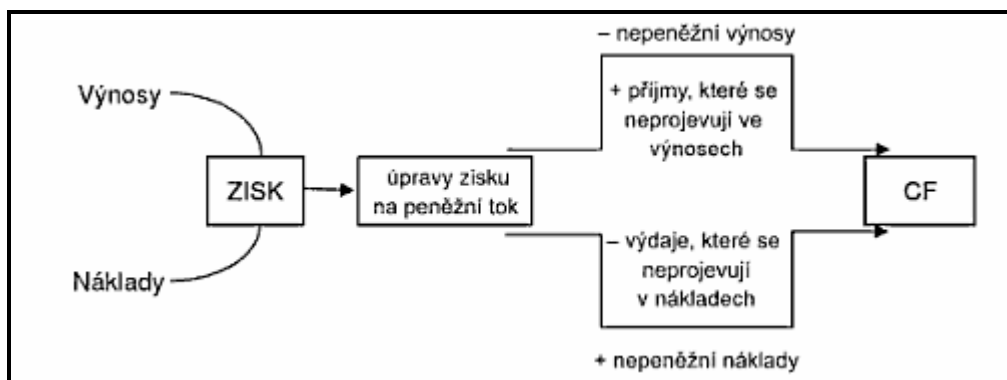 – nepeněžní výnosy
Výnosy
+ příjmy, které se
neprojevují ve
výnosech
ZISK
úpravy zisku
na peněžní tok
CF
– výdaje, které se
neprojevují
v nákladech
Náklady
+ nepeněžní náklady